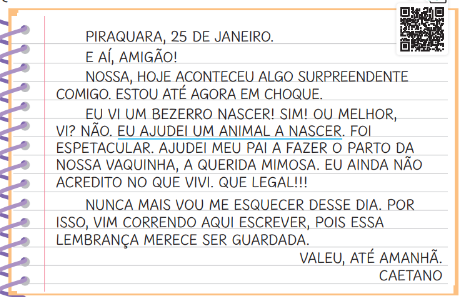 PIRAQUARA, 25 DE JANEIRO.
E AÍ, AMIGÃO!
NOSSA, HOJE ACONTECEU ALGO SURPREENDENTE
COMIGO. ESTOU ATÉ AGORA EM CHOQUE.
EU VI UM BEZERRO NASCER! SIM! OU MELHOR,
VI? NÃO. EU AJUDEI UM ANIMAL A NASCER. FOI
ESPETACULAR. AJUDEI MEU PAI A FAZER O PARTO DA
NOSSA VAQUINHA, A QUERIDA MIMOSA. EU AINDA NÃO
ACREDITO NO QUE VIVI. QUE LEGAL!!!
NUNCA MAIS VOU ME ESQUECER DESSE DIA. POR
ISSO, VIM CORRENDO AQUI ESCREVER, POIS ESSA
LEMBRANÇA MERECE SER GUARDADA.
VALEU, ATÉ AMANHÃ.
CAETANO